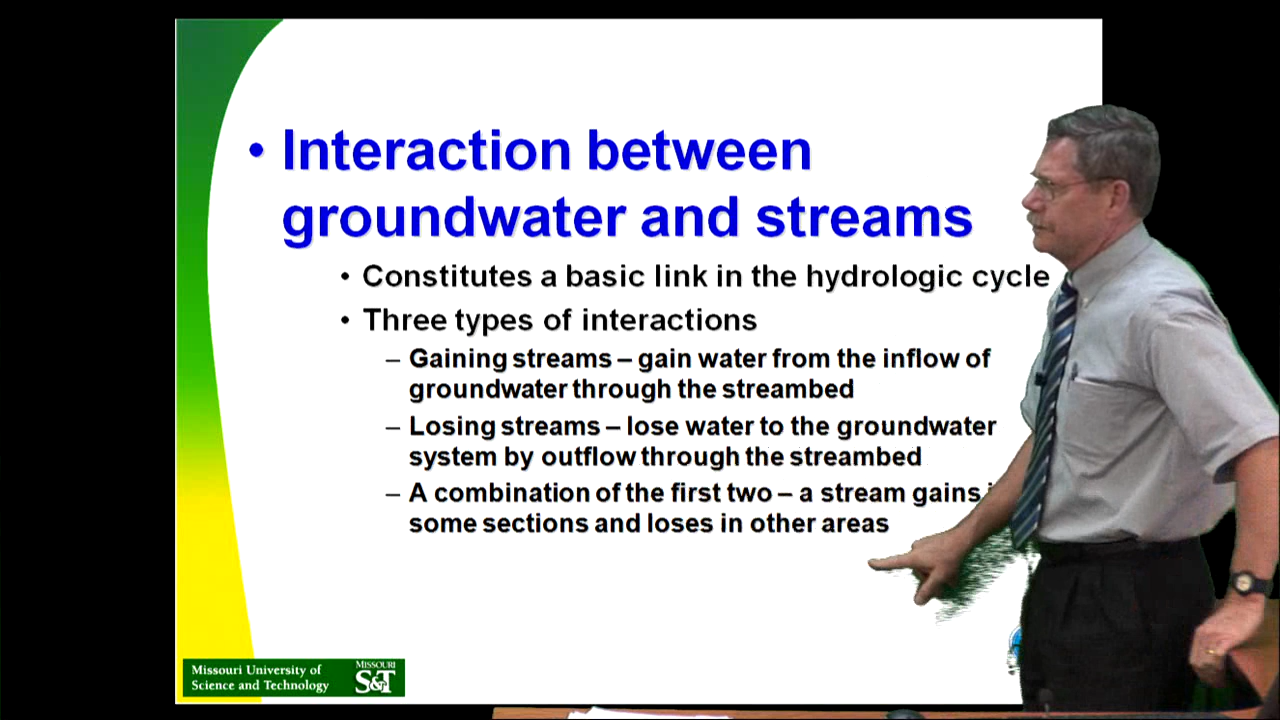 • Interaction between
groundwater and streams
• Constitutes a basic link in the hydrologic cycle
• Three types of interactions
– Gaining streams – gain water from the inflow of
groundwater through the streambed
– Losing streams – lose water to the groundwater
system by outflow through the streambed
– A combination of the first two – a stream gains
some sections and loses in other areas
Missouri University of
Science and Technology
MISSOURI
S&T